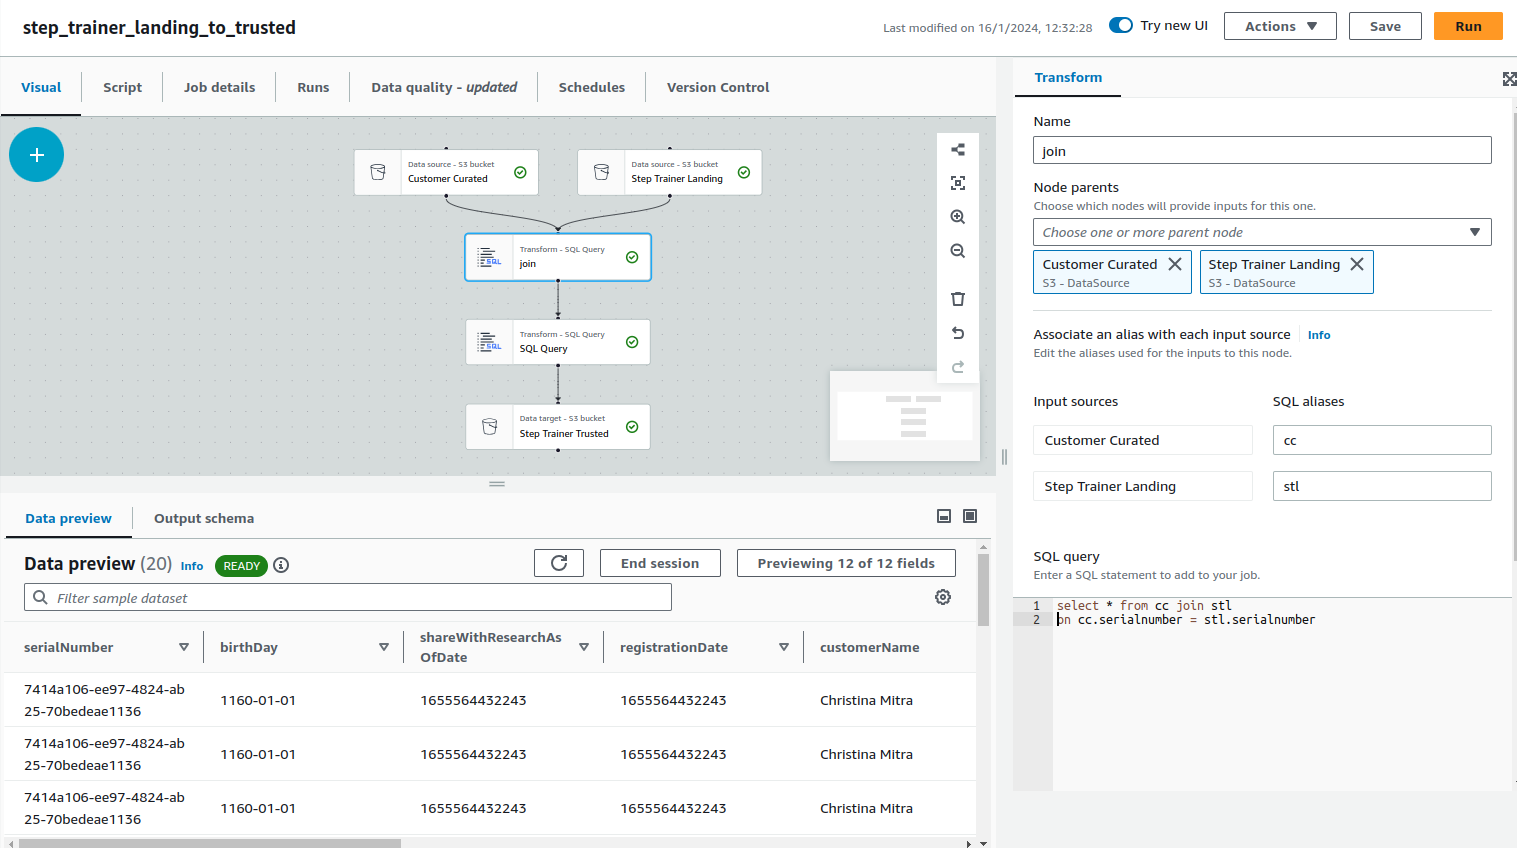 step_trainer_landing_to_trusted
Last modified on 16/1/2024, 12:32:28
Try new UI
Actions
Save
Run
Visual
Script
Job details
Runs
Data quality - updated
Schedules
Version Control
Data source - S3 bucket
Customer Curated
Data source - S3 bucket
Step Trainer Landing
Transform - SQL Query
join
SQL
Transform - SQL Query
SQL Query
SQL
Data target - S3 bucket
Step Trainer Trusted
Data preview
Output schema
Data preview (20) Info READY
End session
Previewing 12 of 12 fields
Filter sample dataset
serialNumber
birthDay
shareWithResearchAs
OfDate
registrationDate
customerName
7414a106-ee97-4824-ab
25-70bedeae1136
1160-01-01
1655564432243
1655564432243
Christina Mitra
7414a106-ee97-4824-ab
25-70bedeae1136
1160-01-01
1655564432243
1655564432243
Christina Mitra
7414a106-ee97-4824-ab
25-70bedeae1136
1160-01-01
1655564432243
1655564432243
Christina Mitra
Transform
Name
join
Node parents
Choose which nodes will provide inputs for this one.
Choose one or more parent node
Customer Curated
S3 - DataSource
Step Trainer Landing
S3 - DataSource
Associate an alias with each input source
Info
Edit the aliases used for the inputs to this node.
Input sources
SQL aliases
Customer Curated
cc
Step Trainer Landing
stl
SQL query
Enter a SQL statement to add to your job.
1 select * from cc join stl
2 on cc.serialnumber = stl.serialnumber